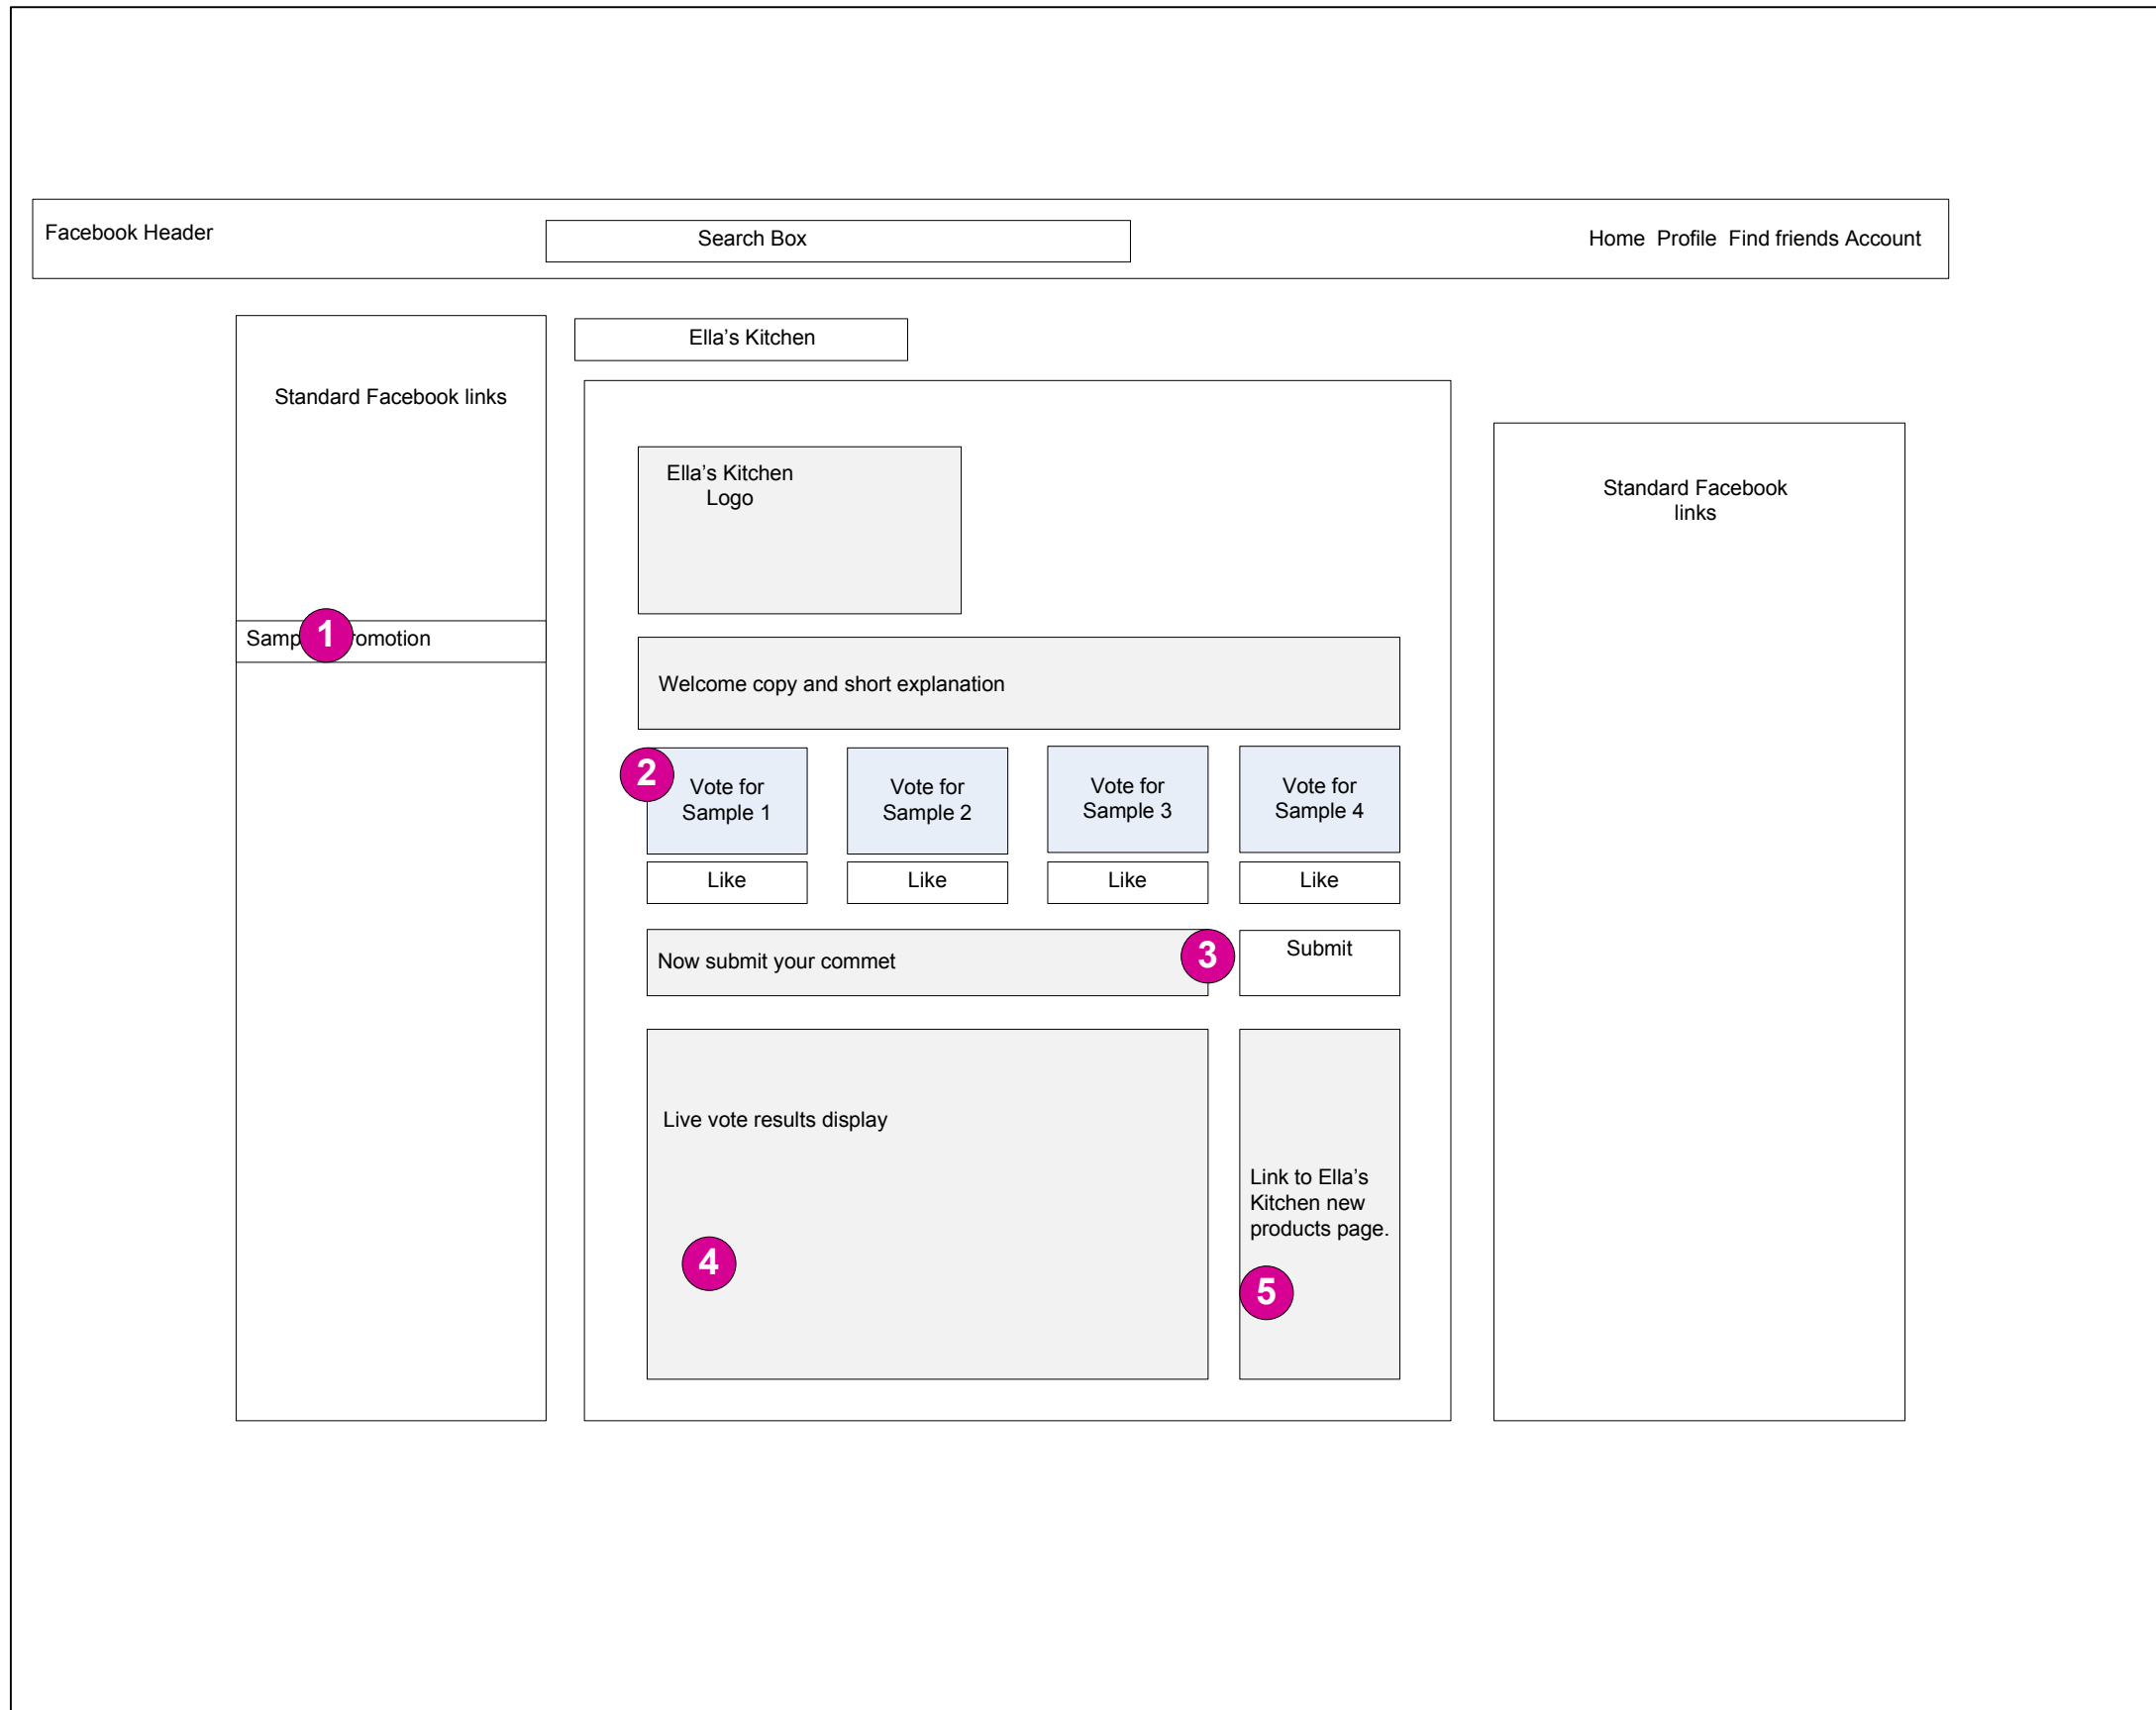 Facebook Header
Search Box
Home Profile Find friends Account
Ella's Kitchen
Standard Facebook links
Ella's Kitchen
Logo
Standard Facebook
links
1
omotion
Welcome copy and short explanation
2
Vote for
Sample 1
Vote for
Sample 2
Vote for
Sample 3
Vote for
Sample 4
Like
Like
Like
Like
Now submit your commet
3
Submit
Live vote results display
Link to Ella's
Kitchen new
products page.
4
5